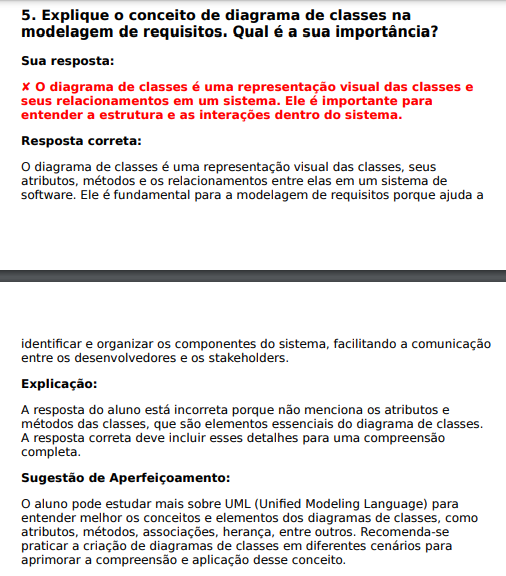 5. Explique o conceito de diagrama de classes na
modelagem de requisitos. Qual é a sua importância?
Sua resposta:
✘ O diagrama de classes é uma representação visual das classes e
seus relacionamentos em um sistema. Ele é importante para
entender a estrutura e as interações dentro do sistema.
Resposta correta:
O diagrama de classes é uma representação visual das classes, seus
atributos, métodos e os relacionamentos entre elas em um sistema de
software. Ele é fundamental para a modelagem de requisitos porque ajuda a
identificar e organizar os componentes do sistema, facilitando a comunicação
entre os desenvolvedores e os stakeholders.
Explicação:
A resposta do aluno está incorreta porque não menciona os atributos e
métodos das classes, que são elementos essenciais do diagrama de classes.
A resposta correta deve incluir esses detalhes para uma compreensão
completa.
Sugestão de Aperfeiçoamento:
O aluno pode estudar mais sobre UML (Unified Modeling Language) para
entender melhor os conceitos e elementos dos diagramas de classes, como
atributos, métodos, associações, herança, entre outros. Recomenda-se
praticar a criação de diagramas de classes em diferentes cenários para
aprimorar a compreensão e aplicação desse conceito.